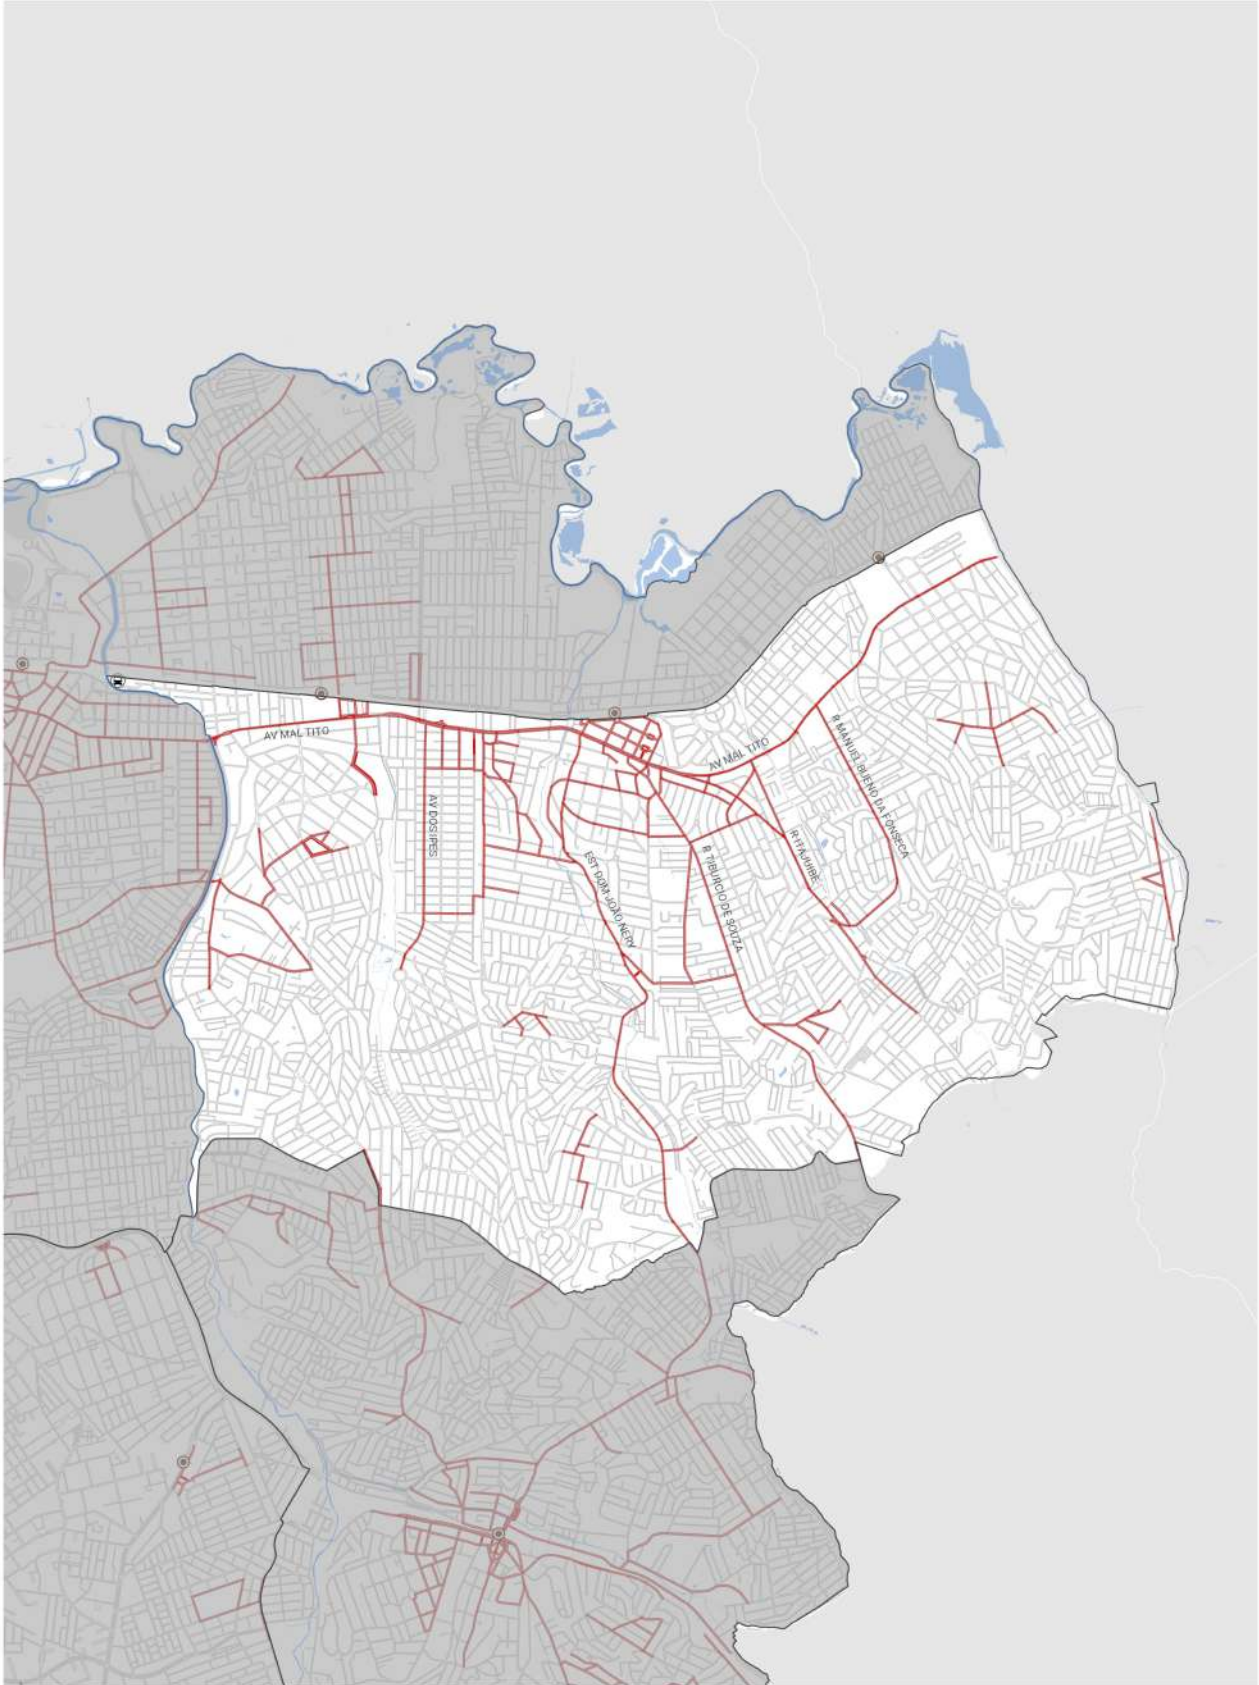 AV MAL TITO
AV MAL TITO
R MANUEL BUENO DA FONSECA
AV DOS IPES
R ITAJUIBE
EST DOM JOAO NERY
R TIBURCIO DE SOUZA